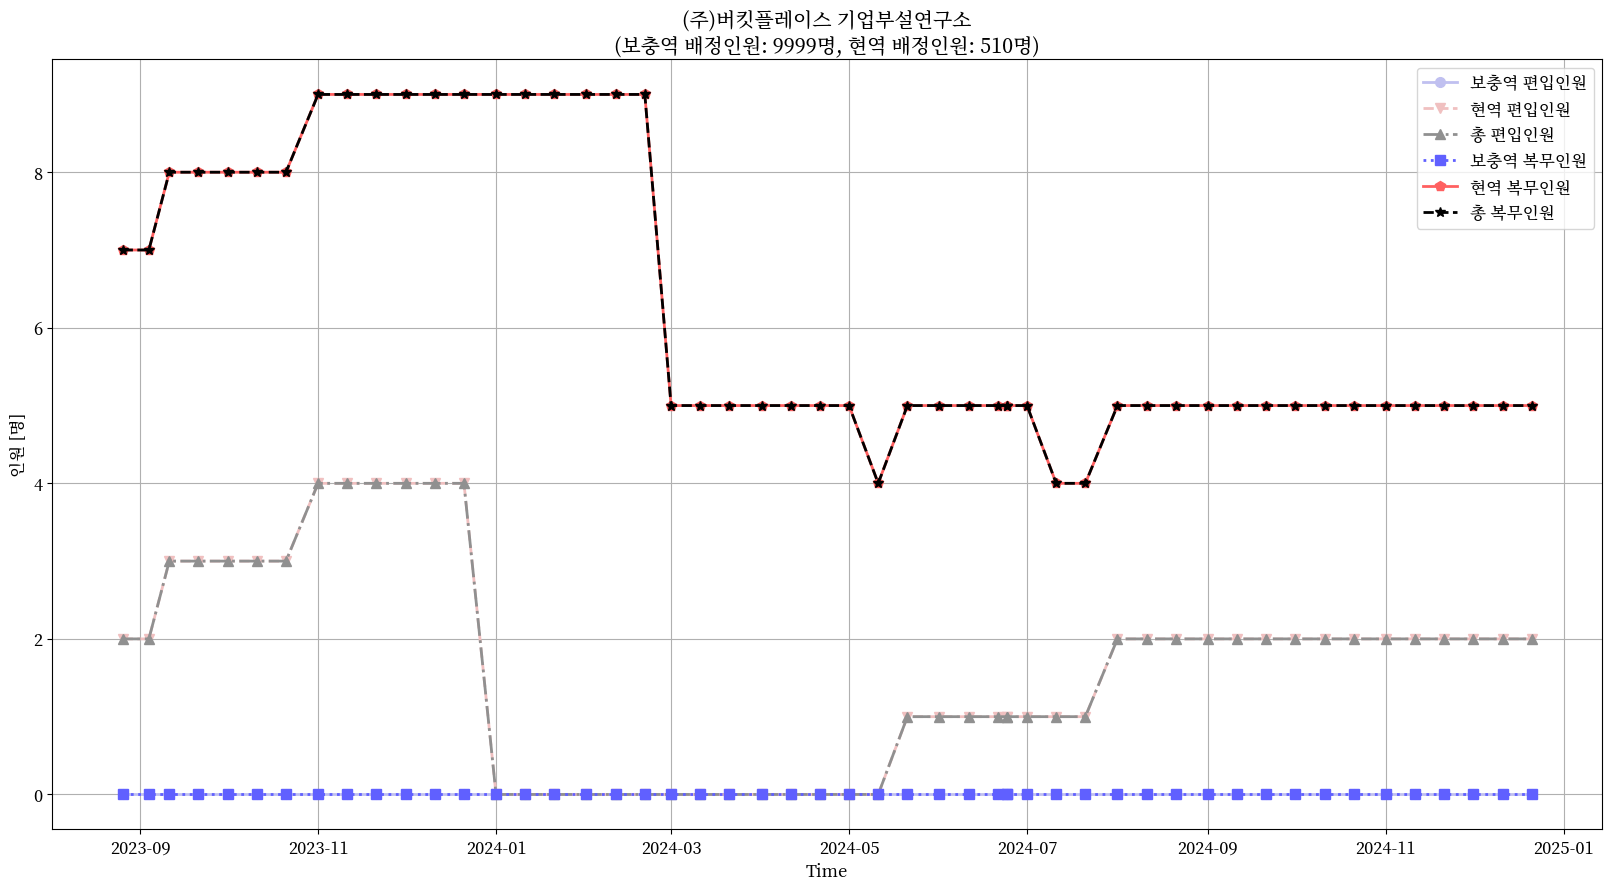 (주)버킷플레이스 기업부설연구소
(보충역 배정인원: 9999명, 현역 배정인원: 510명)
보충역 편입인원
현역 편입인원
총 편입인원
보충역 복무인원
현역 복무인원
총 복무인원
인원 [명]
8
6
4
2
0
2023-09
2023-11
2024-01
2024-03
2024-05
2024-07
2024-09
2024-11
2025-01
Time